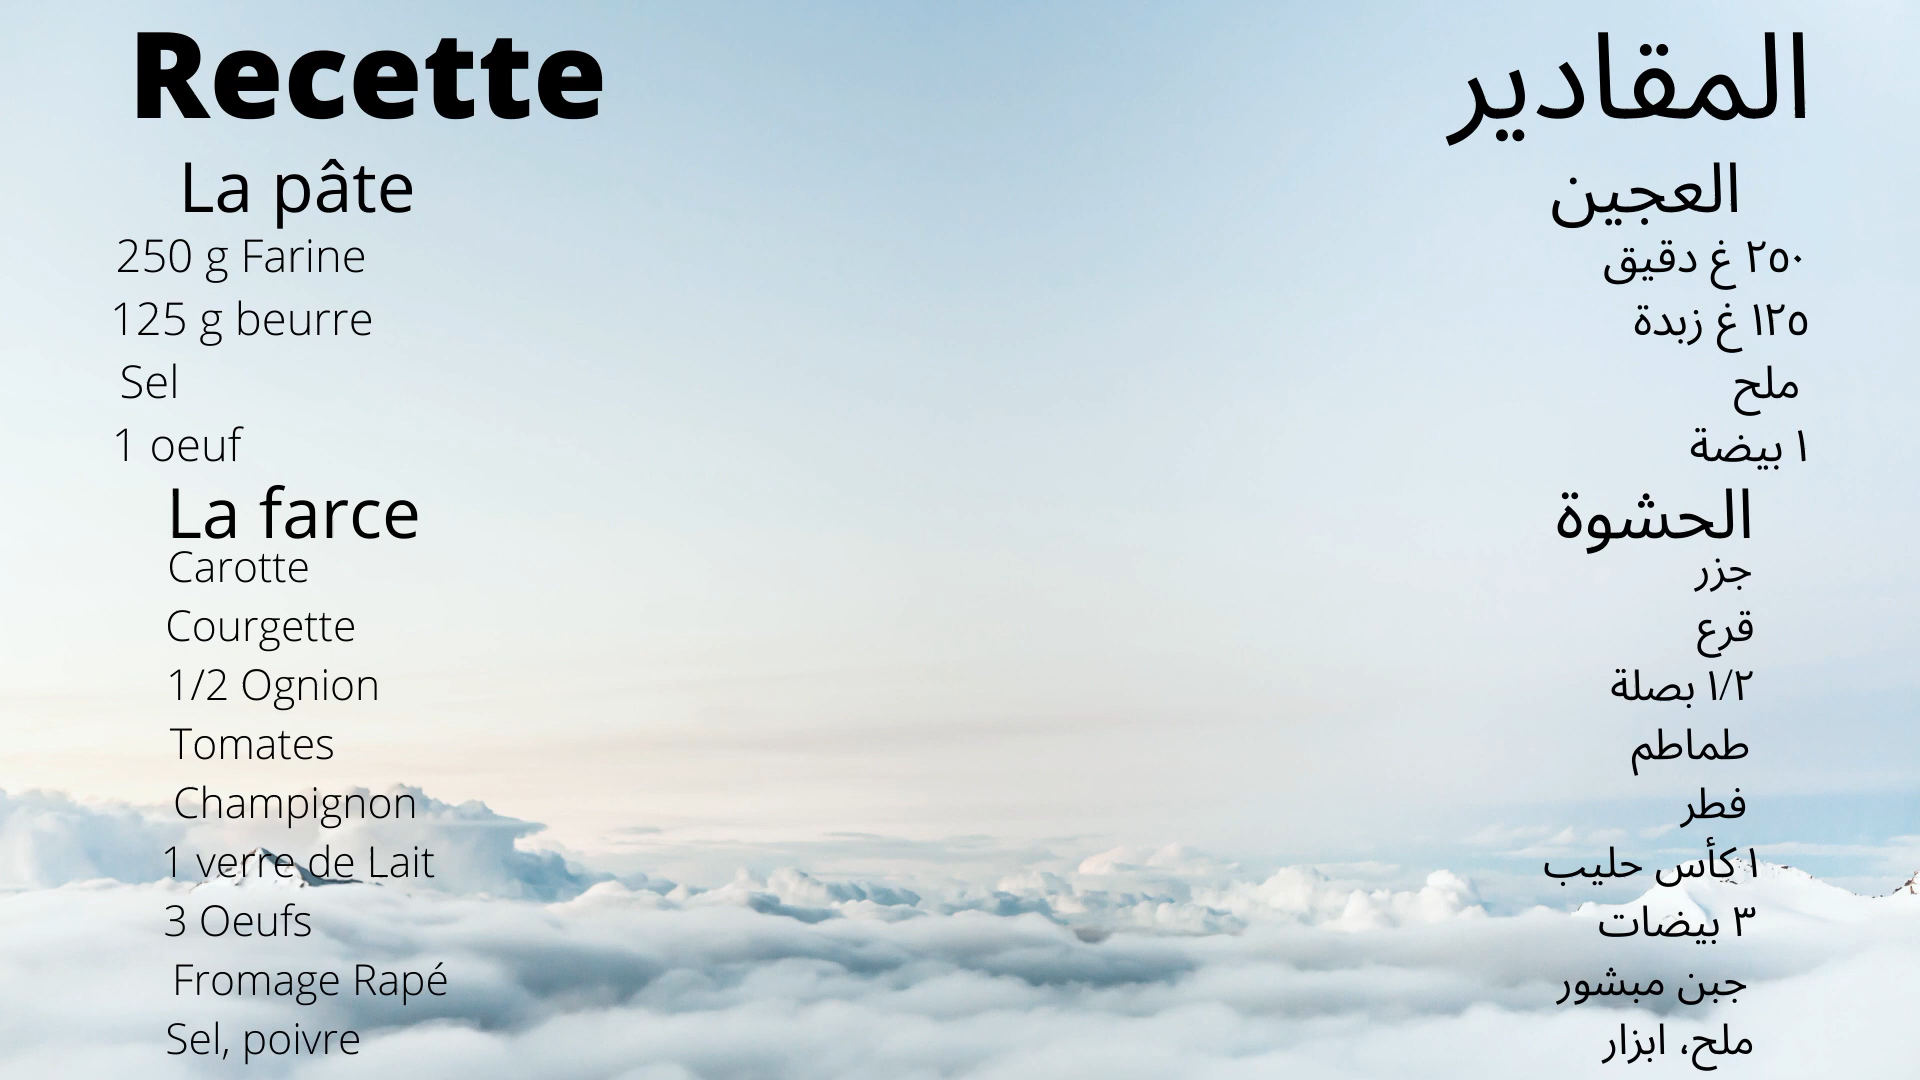 Recette
La pâte
250 g Farine
125 g beurre
Sel
1 oeuf
La farce
Carotte
Courgette
1/2 Ognion
Tomates
Champignon
1 verre de Lait
3 Oeufs
Fromage Rapé
Sel, poivre
المقادير
العجين
٢٥٠ غ دقيق
١٢٥ غ زبدة
ملح
١ بيضة
الحشوة
جزر
قرع
١/٢ بصلة
طماطم
فطر
١ كأس حليب
٣ بيضات
جبن مبشور
ملح، ابزار